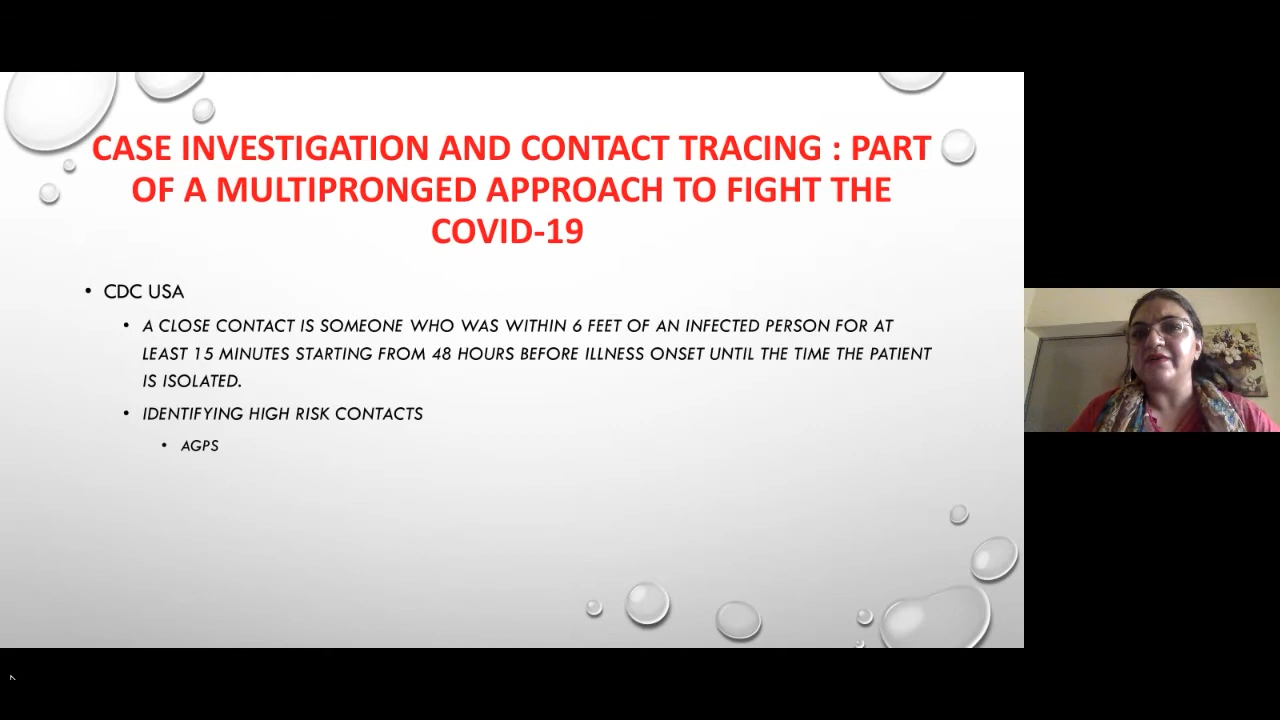 CASE INVESTIGATION AND CONTACT TRACING : PART
OF A MULTIPRONGED APPROACH TO FIGHT THE
COVID-19
• CDC USA
• A CLOSE CONTACT IS SOMEONE WHO WAS WITHIN 6 FEET OF AN INFECTED PERSON FOR AT
LEAST 15 MINUTES STARTING FROM 48 HOURS BEFORE ILLNESS ONSET UNTIL THE TIME THE PATIENT
IS ISOLATED.
• IDENTIFYING HIGH RISK CONTACTS
• AGPS